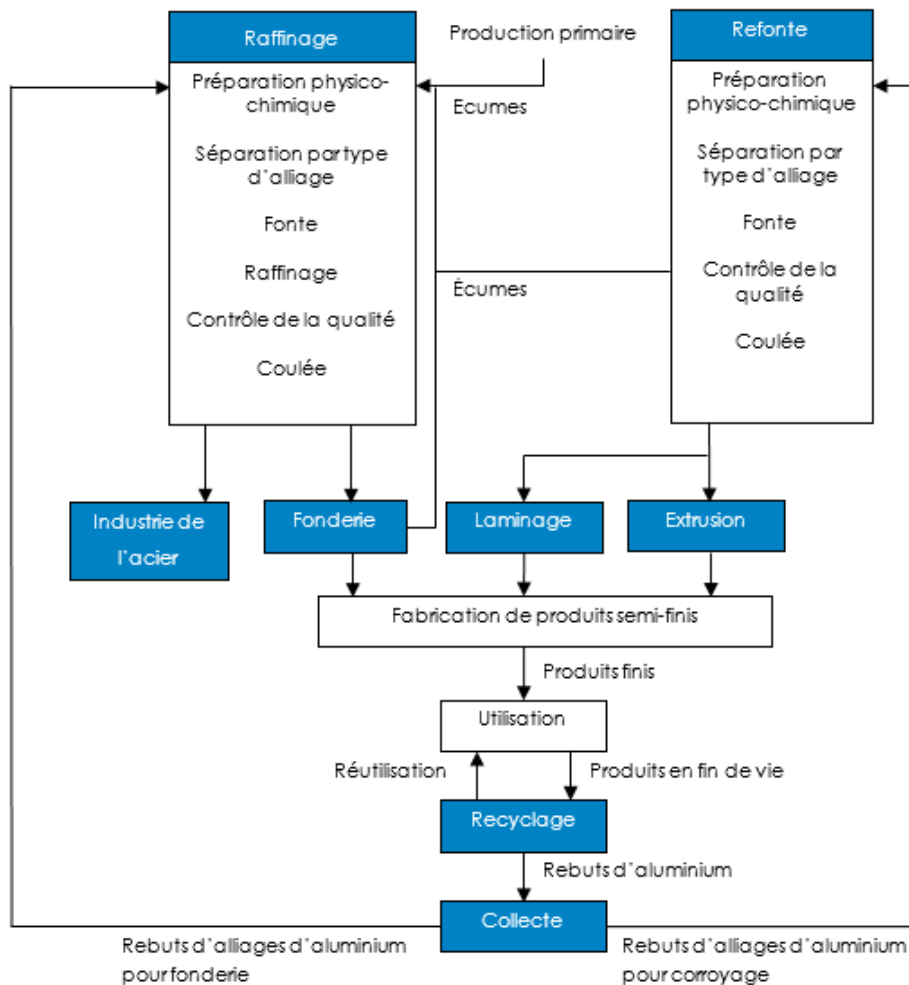 Raffinage
Production primaire
Refonte
Préparation physico-
chimique
Ecumes
Préparation
physico-chimique
Séparation par type
d'alliage
Séparation par
type d'alliage
Fonte
Fonte
Raffinage
Écumes
Contrôle de la
qualité
Contrôle de la qualité
Coulée
Coulée
Industrie de
l'acier
Fonderie
Laminage
Extrusion
Fabrication de produits semi-finis
Produits finis
Utilisation
Réutilisation
Produits en fin de vie
Recyclage
Rebuts d'aluminium
Collecte
Rebuts d'alliages d'aluminium
pour fonderie
Rebuts d'alliages d'aluminium
pour corroyage